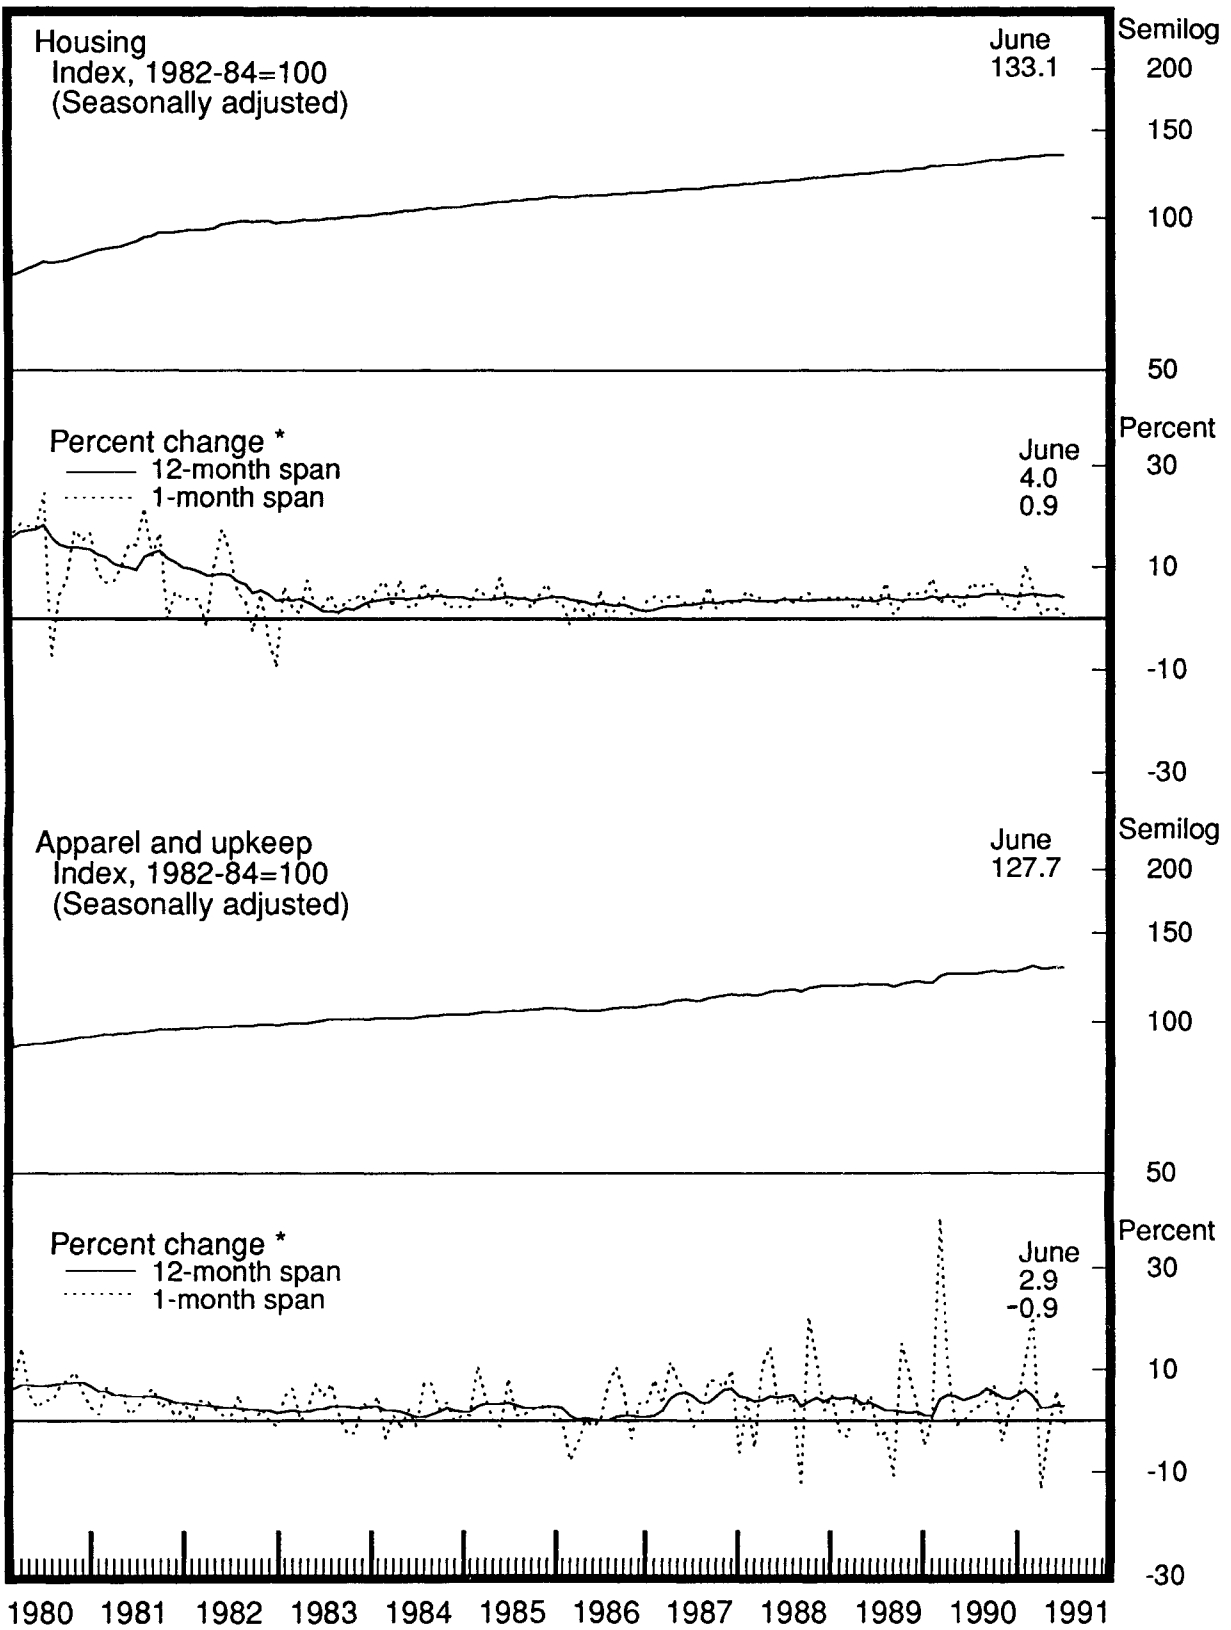 Semilog
Housing
Index, 1982-84=100
(Seasonally adjusted)
June
133.1
200
150
100
50
Percent
Percent change *
12-month span
1-month span
June
4.0
0.9
30
10
-10
-30
Semilog
Apparel and upkeep
Index, 1982-84=100
(Seasonally adjusted)
June
127.7
200
150
100
50
Percent
Percent change *
12-month span
1-month span
June
2.9
-0.9
30
10
-10
-30
1980 1981 1982 1983 1984 1985 1986 1987 1988 1989 1990 1991